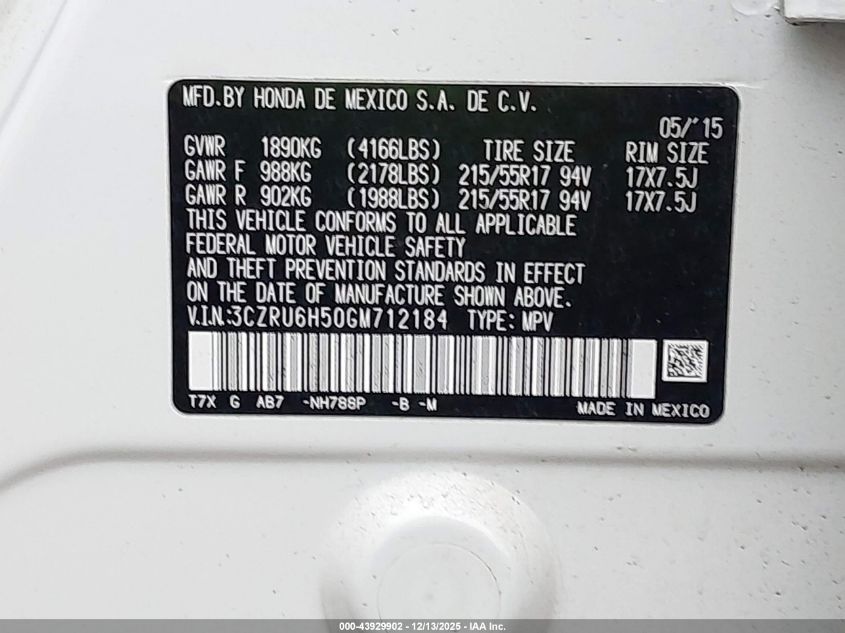 MFD.BY HONDA DE MEXICO S.A. DE C.V.
05/'15
GVWR 1890KG (4166LBS) TIRE SIZE RIM SIZE
GAWR F 988KG (2178LBS) 215/55R17 94V 17X7.5J
GAWR R 902KG (1988LBS) 215/55R17 94V 17X7.5J
THIS VEHICLE CONFORMS TO ALL APPLICABLE
FEDERAL MOTOR VEHICLE SAFETY
AND THEFT PREVENTION STANDARDS IN EFFECT
ON THE DATE OF MANUFACTURE SHOWN ABOVE.
V.I.N.:3CZRU6H50GM712184 TYPE: MPV
T7X G AB7 -NH788P -B -M MADE IN MEXICO
000-43929902 - 12/13/2025 - IAA Inc.